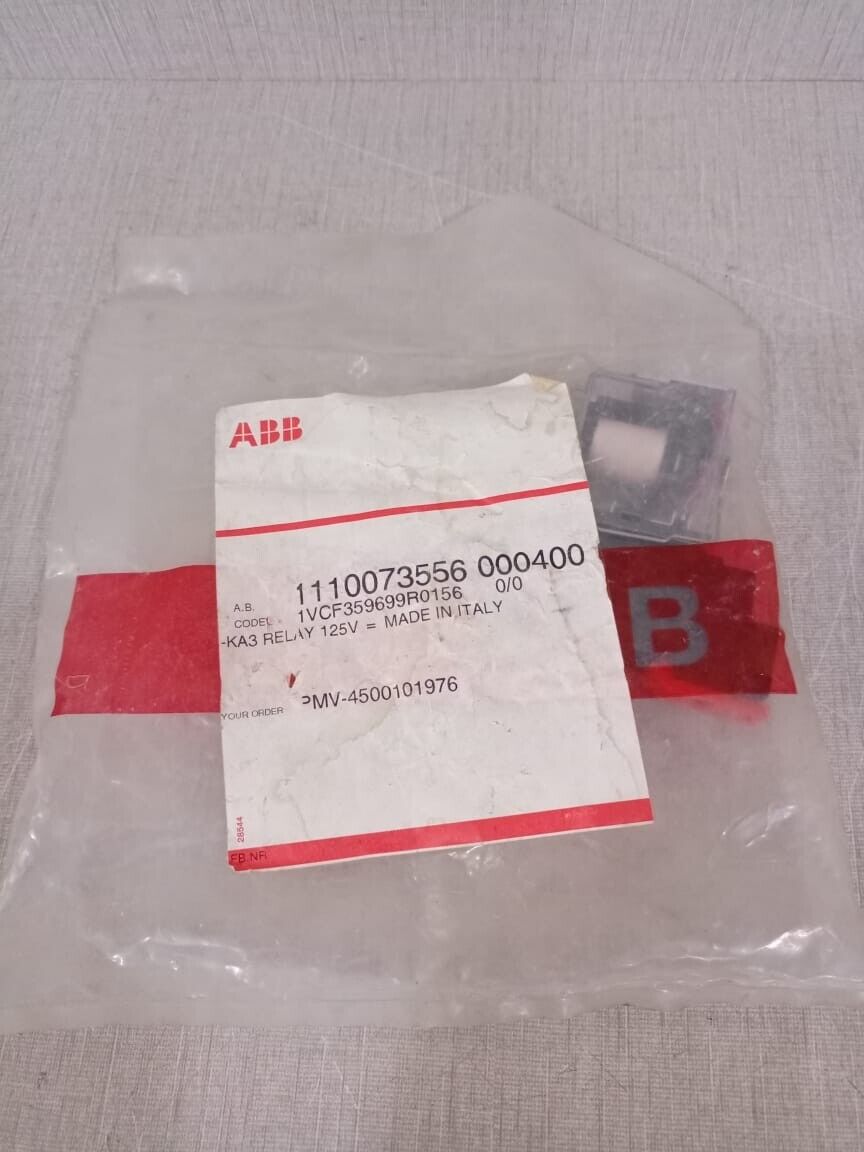 ABB
A.B. 1110073556 000400
CODE 1VCF359699R0156 0/0
-KA3 RELAY 125V = MADE IN ITALY
YOUR ORDER PMV-4500101976
28544
FB.NR
B